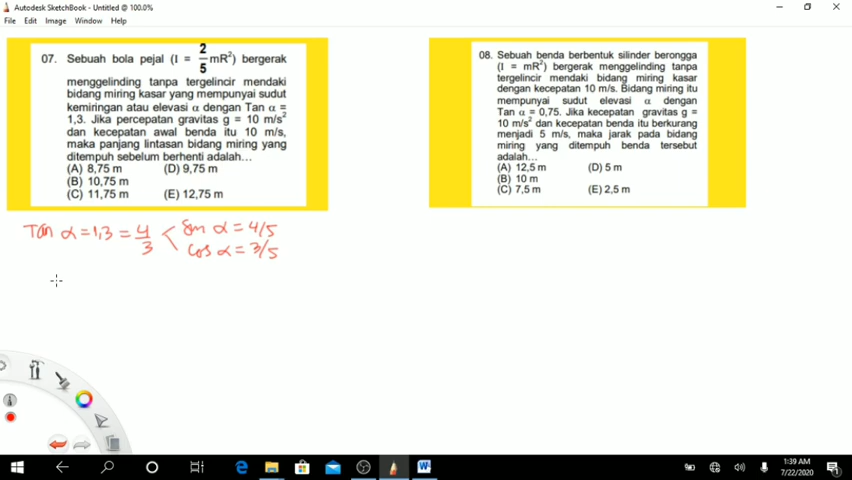 Autodesk SketchBook - Untitled @ 100.0%
File Edit Image Window Help
07. Sebuah bola pejal (I = 2/5 mR²) bergerak
menggelinding tanpa tergelincir mendaki
bidang miring kasar yang mempunyai sudut
kemiringan atau elevasi α dengan Tan α =
1,3. Jika percepatan gravitas g = 10 m/s²
dan kecepatan awal benda itu 10 m/s,
maka panjang lintasan bidang miring yang
ditempuh sebelum berhenti adalah…
(A) 8,75 m (D) 9,75 m
(B) 10,75 m
(C) 11,75 m (E) 12,75 m
Tan α = 1,3 = 4/3 < sin α = 4/5
cos α = 3/5
08. Sebuah benda berbentuk silinder berongga
(I = mR²) bergerak menggelinding tanpa
tergelincir mendaki bidang miring kasar
dengan kecepatan 10 m/s. Bidang miring itu
mempunyai sudut elevasi α dengan
Tan α = 0,75. Jika kecepatan gravitas g =
10 m/s² dan kecepatan benda itu berkurang
menjadi 5 m/s, maka jarak pada bidang
miring yang ditempuh benda tersebut
adalah…
(A) 12,5 m (D) 5 m
(B) 10 m
(C) 7,5 m (E) 2,5 m
1:39 AM
7/22/2020